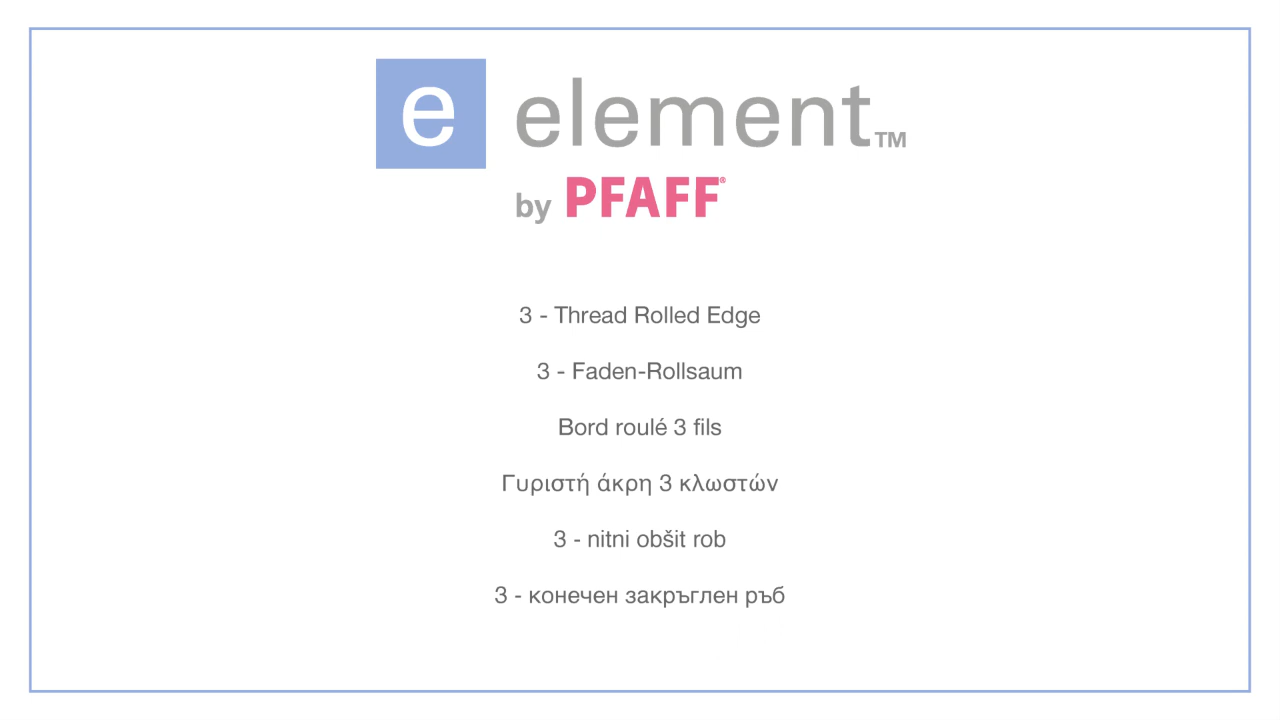 e element™
by PFAFF®
3 - Thread Rolled Edge
3 - Faden-Rollsaum
Bord roulé 3 fils
Γυριστή άκρη 3 κλωστών
3 - nitni obšit rob
3 - конечен закръглен ръб